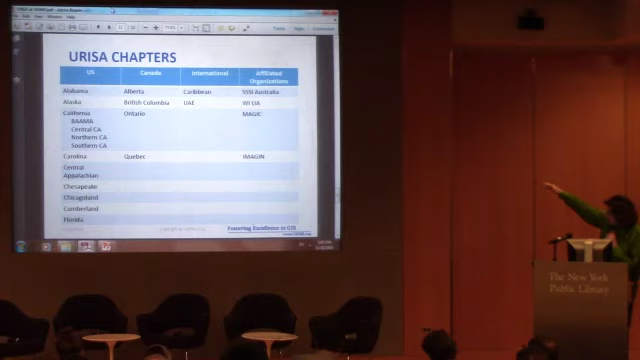 URISA CHAPTERS
US Canada International Affiliated Organizations
Alabama Alberta Caribbean SSSI Australia
Alaska British Columbia UAE WI LIA
California Ontario MAGIC
BAAMA
Central CA
Northern CA
Southern CA
Carolina Quebec IMAGIN
Central
Appalachian
Chesapeake
Chicagoland
Cumberland
Florida
Fostering Excellence in GIS
The New York
Public Library